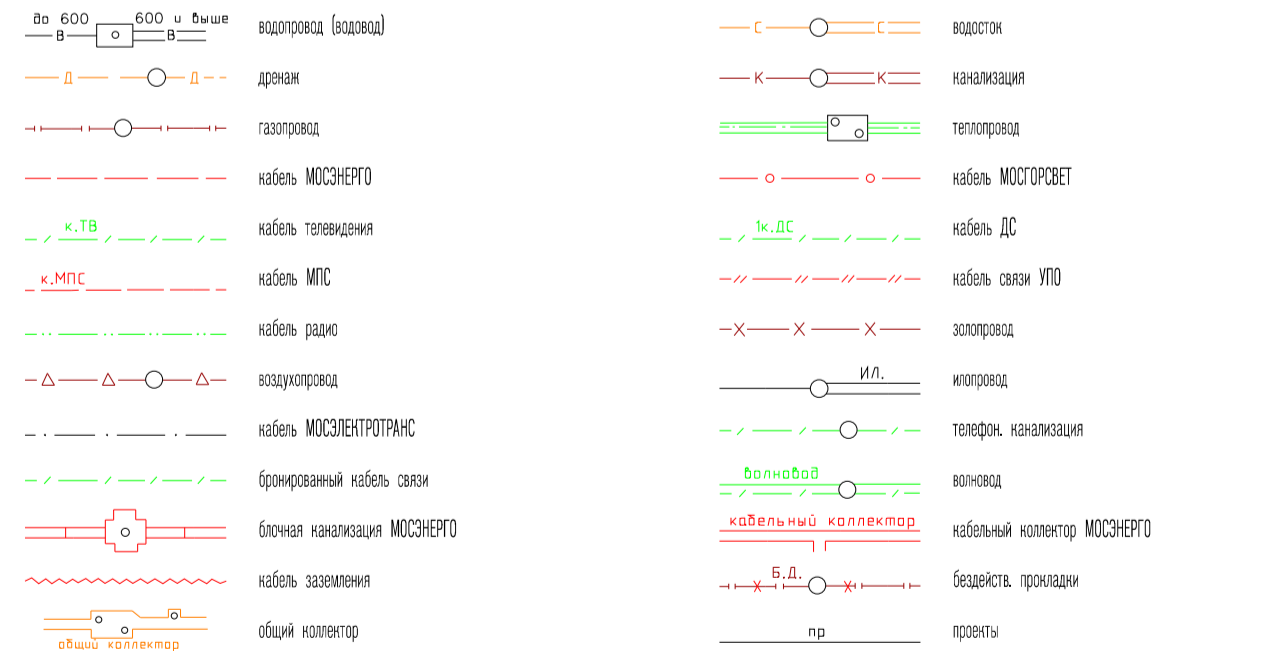 до 600 600 и выше
В В водопровод (водовод)
Д Д дренаж
газопровод
кабель МОСЭНЕРГО
к.ТВ кабель телевидения
к.МПС кабель МПС
кабель радио
воздухопровод
кабель МОСЭЛЕКТРОТРАНС
бронированный кабель связи
блочная канализация МОСЭНЕРГО
кабель заземления
общий коллектор
общий коллектор
С С водосток
К К канализация
теплопровод
кабель МОСГОРСВЕТ
1к.ДС кабель ДС
кабель связи УПО
золопровод
ИЛ. илопровод
телефон. канализация
волновод волновод
кабельный коллектор кабельный коллектор МОСЭНЕРГО
Б.Д. бездейств. прокладки
пр проекты